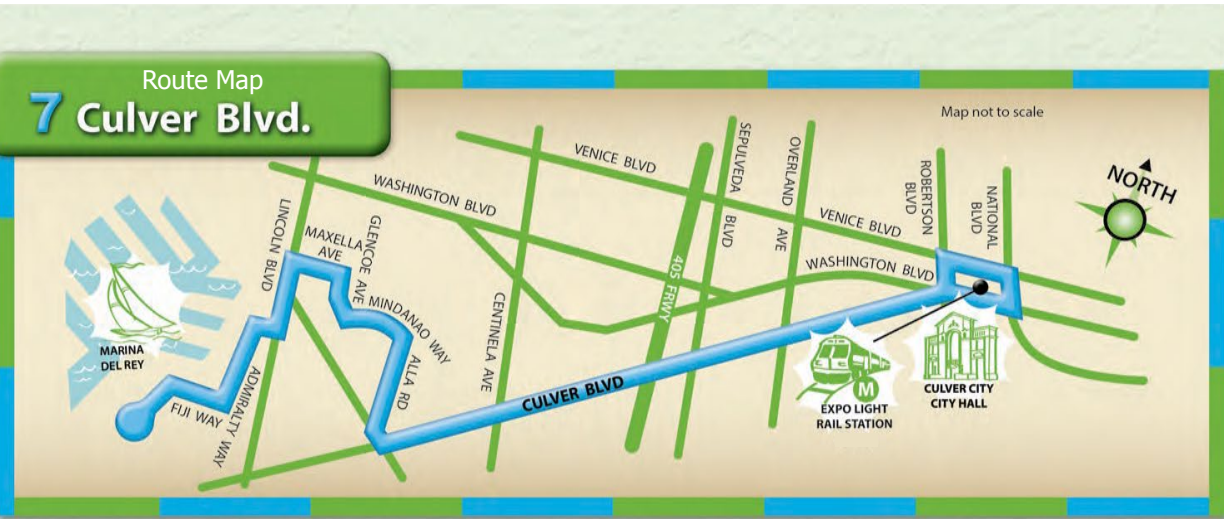 Route Map
7 Culver Blvd.
Map not to scale
NORTH
VENICE BLVD
WASHINGTON BLVD
LINCOLN BLVD
MAXELLA
AVE
GLENCOE AVE
MINDANAO WAY
ALLA RD
CENTINELA AVE
405 FRWY
SEPULVEDA
BLVD
OVERLAND
AVE
VENICE BLVD
WASHINGTON BLVD
ROBERTSON
BLVD
NATIONAL
BLVD
MARINA
DEL REY
FIJI WAY
ADMIRALTY WAY
CULVER BLVD
M
EXPO LIGHT
RAIL STATION
CULVER CITY
CITY HALL